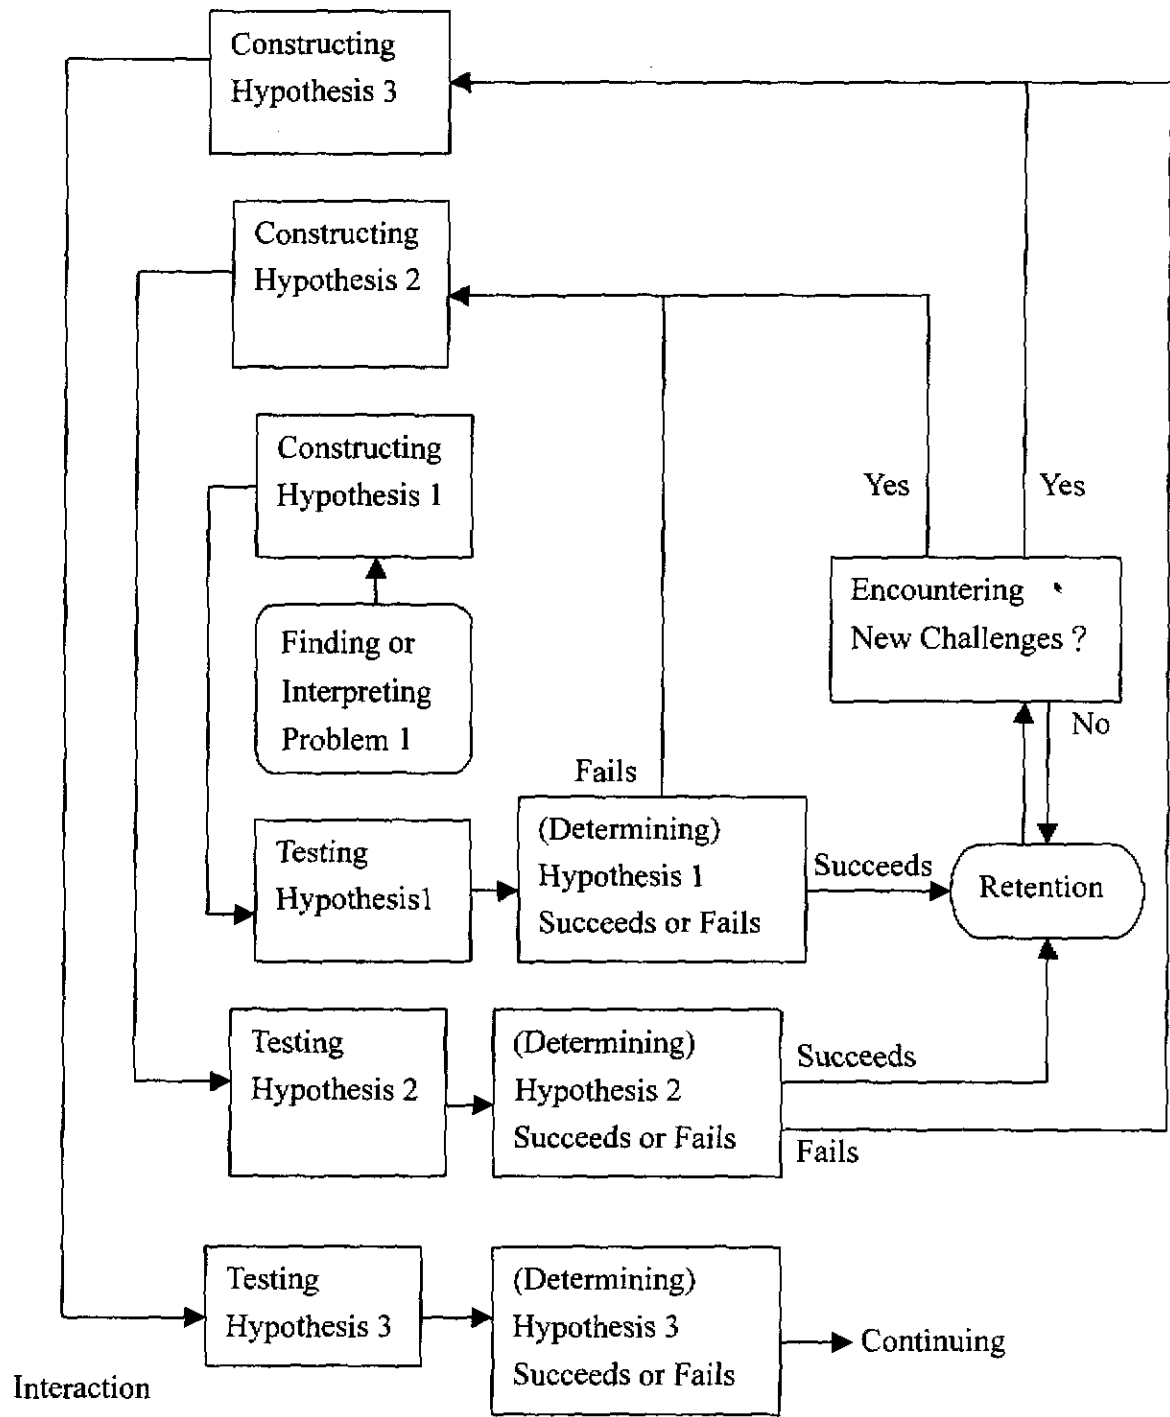 Constructing
Hypothesis 3
Constructing
Hypothesis 2
Constructing
Hypothesis 1
Yes
Yes
Encountering
New Challenges ?
Finding or
Interpreting
Problem 1
No
Fails
Testing
Hypothesis1
(Determining)
Hypothesis 1
Succeeds or Fails
Succeeds
Retention
Testing
Hypothesis 2
(Determining)
Hypothesis 2
Succeeds or Fails
Succeeds
Fails
Testing
Hypothesis 3
(Determining)
Hypothesis 3
Succeeds or Fails
Continuing
Interaction